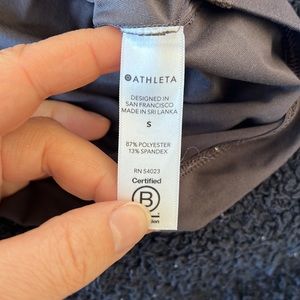 ATHLETA
DESIGNED IN
SAN FRANCISCO
MADE IN SRI LANKA
S
87% POLYESTER
13% SPANDEX
RN 54023
Certified
B